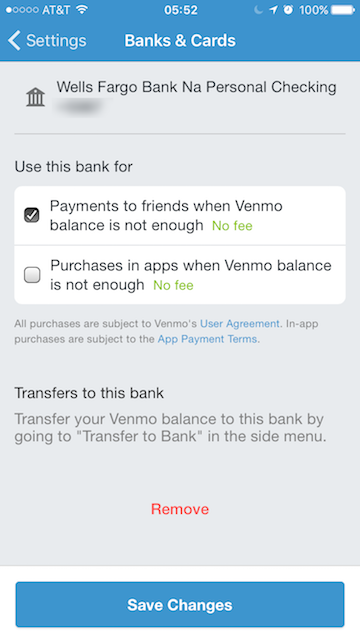 AT&T 05:52 100%
Settings Banks & Cards
Wells Fargo Bank Na Personal Checking
Use this bank for
Payments to friends when Venmo
balance is not enough No fee
Purchases in apps when Venmo balance
is not enough No fee
All purchases are subject to Venmo's User Agreement. In-app
purchases are subject to the App Payment Terms.
Transfers to this bank
Transfer your Venmo balance to this bank by
going to "Transfer to Bank" in the side menu.
Remove
Save Changes